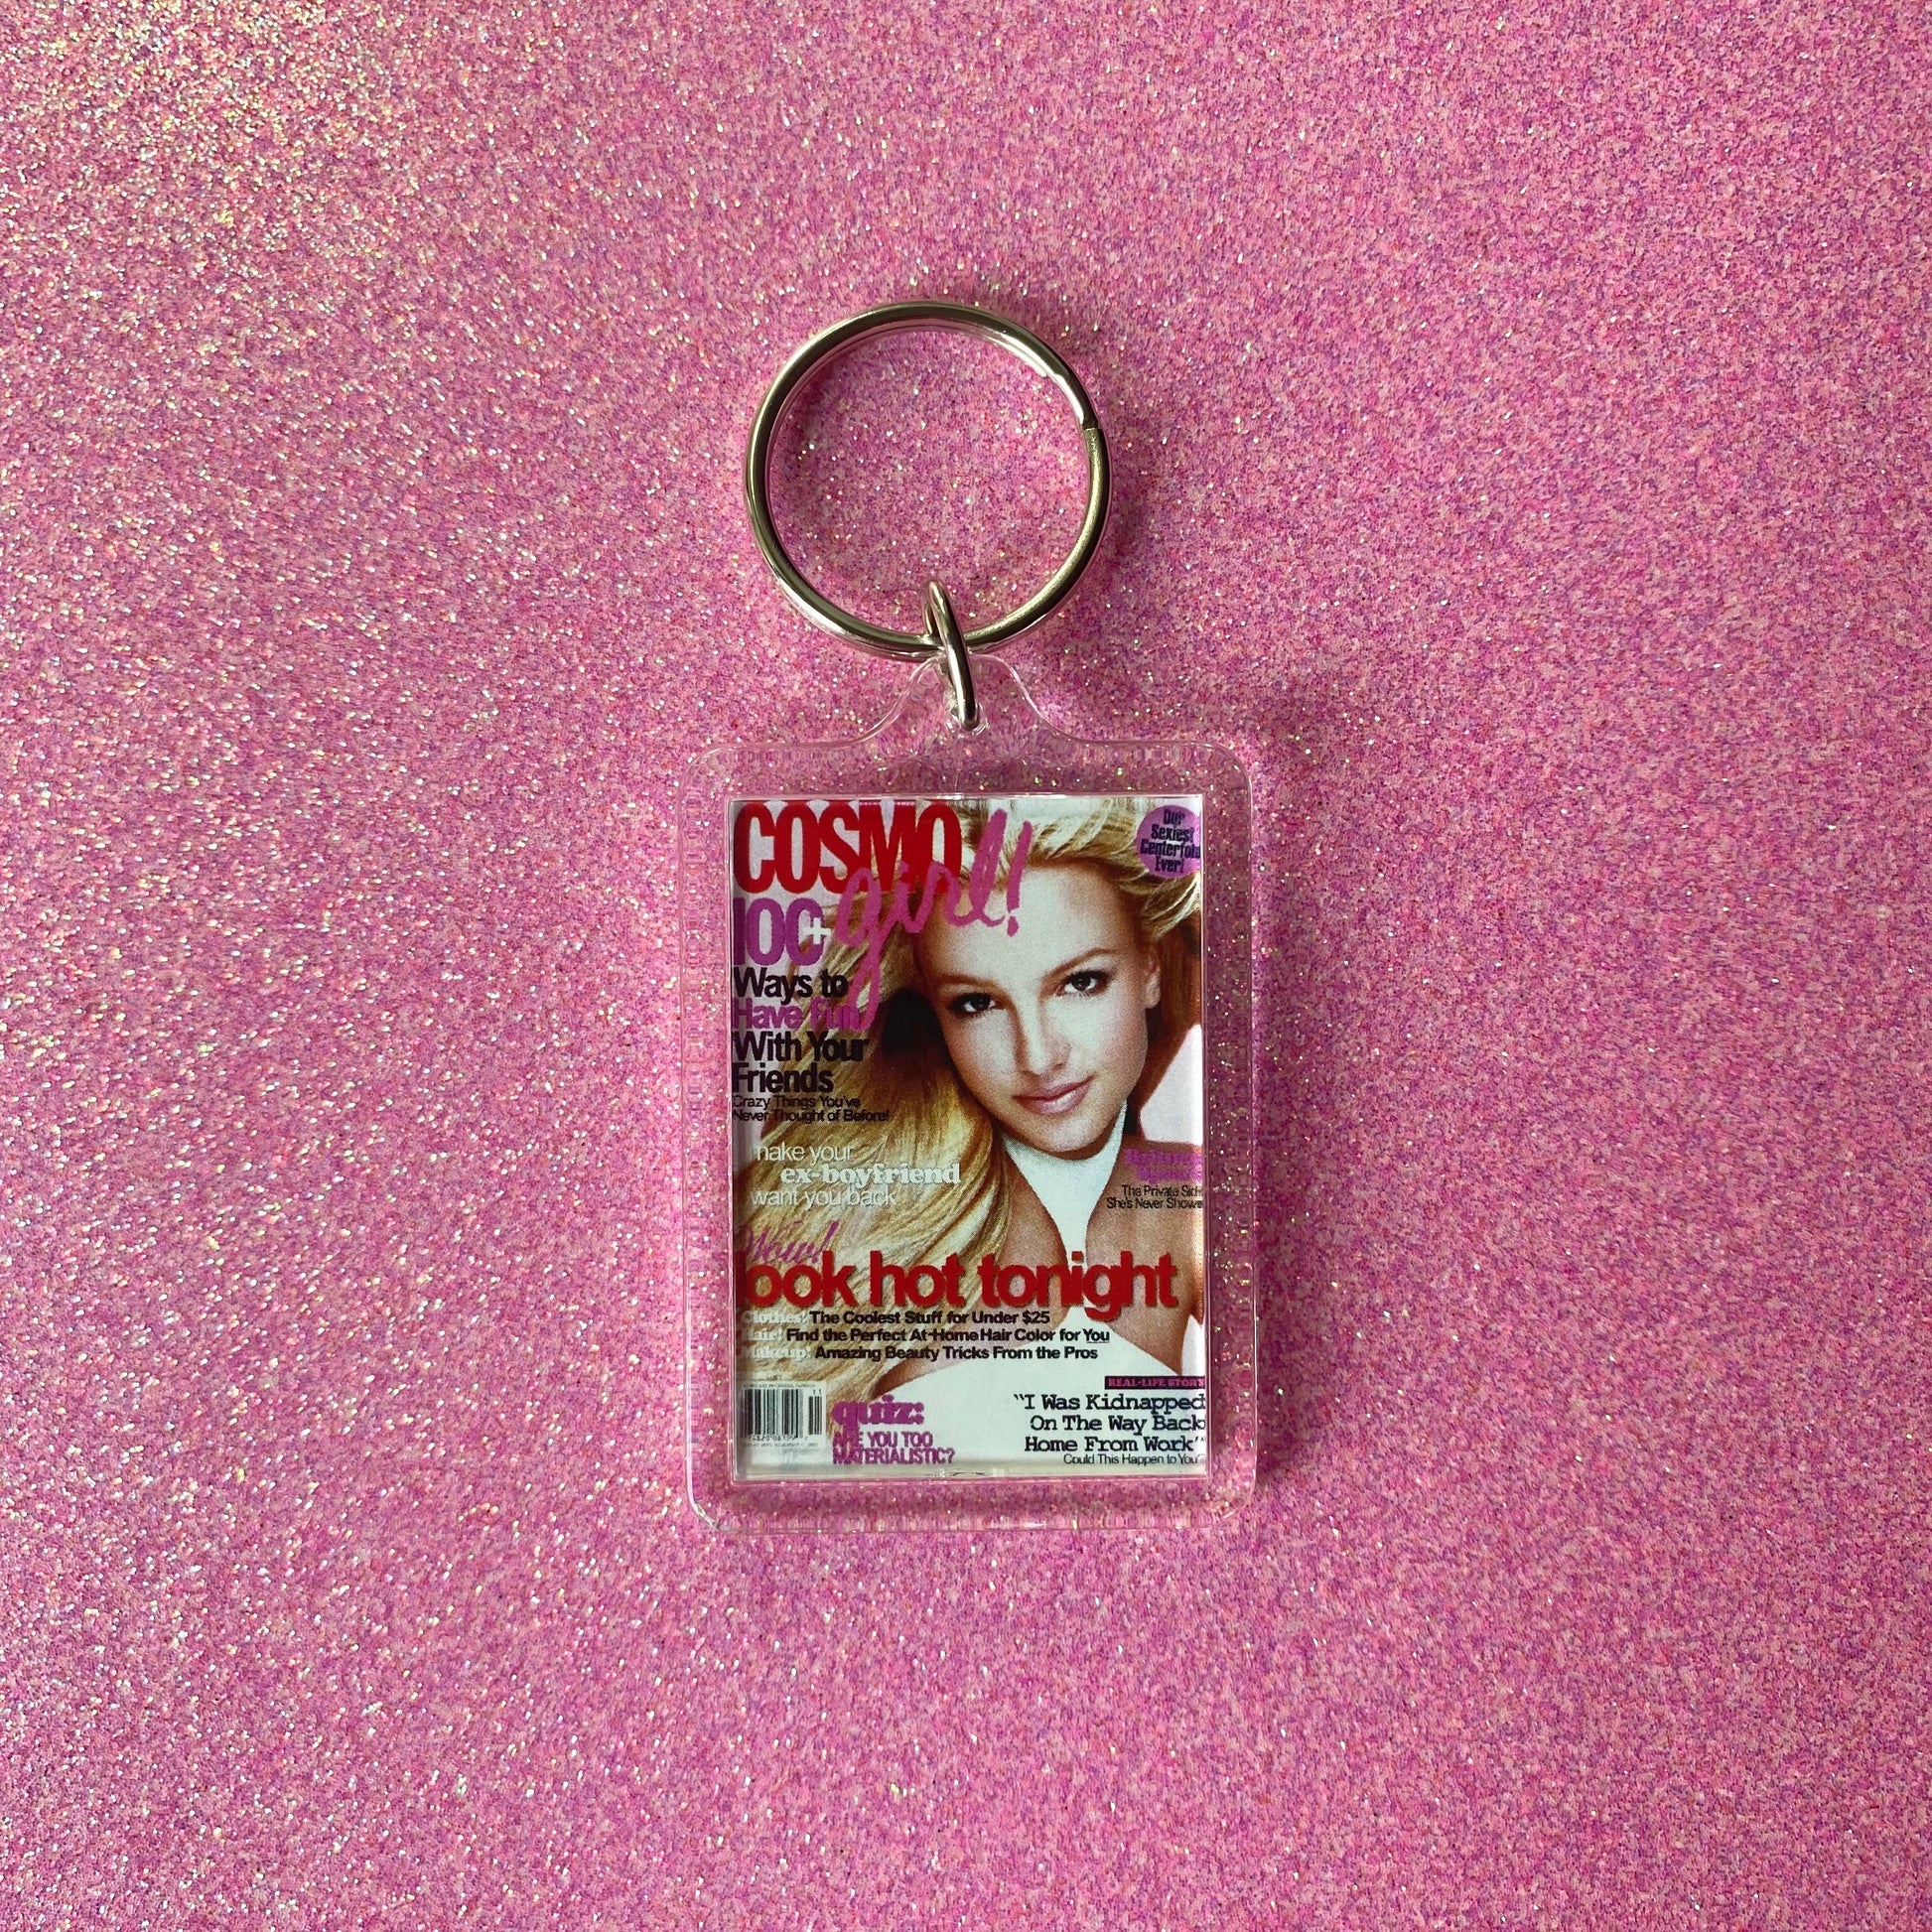 COSMO
girl!
Our
Sexiest
Centerfold
Ever!
100+
Ways to
Have Fun
With Your
Friends
Crazy Things You've
Never Thought of Before!
make your
ex-boyfriend
want you back
The Private Side
She's Never Shown
Now!
look hot tonight
Clothes: The Coolest Stuff for Under $25
Hair: Find the Perfect At-Home Hair Color for You
Makeup: Amazing Beauty Tricks From the Pros
REAL-LIFE STORY
"I Was Kidnapped
On The Way Back
Home From Work"
Could This Happen to You?
quiz:
ARE YOU TOO
MATERIALISTIC?
11